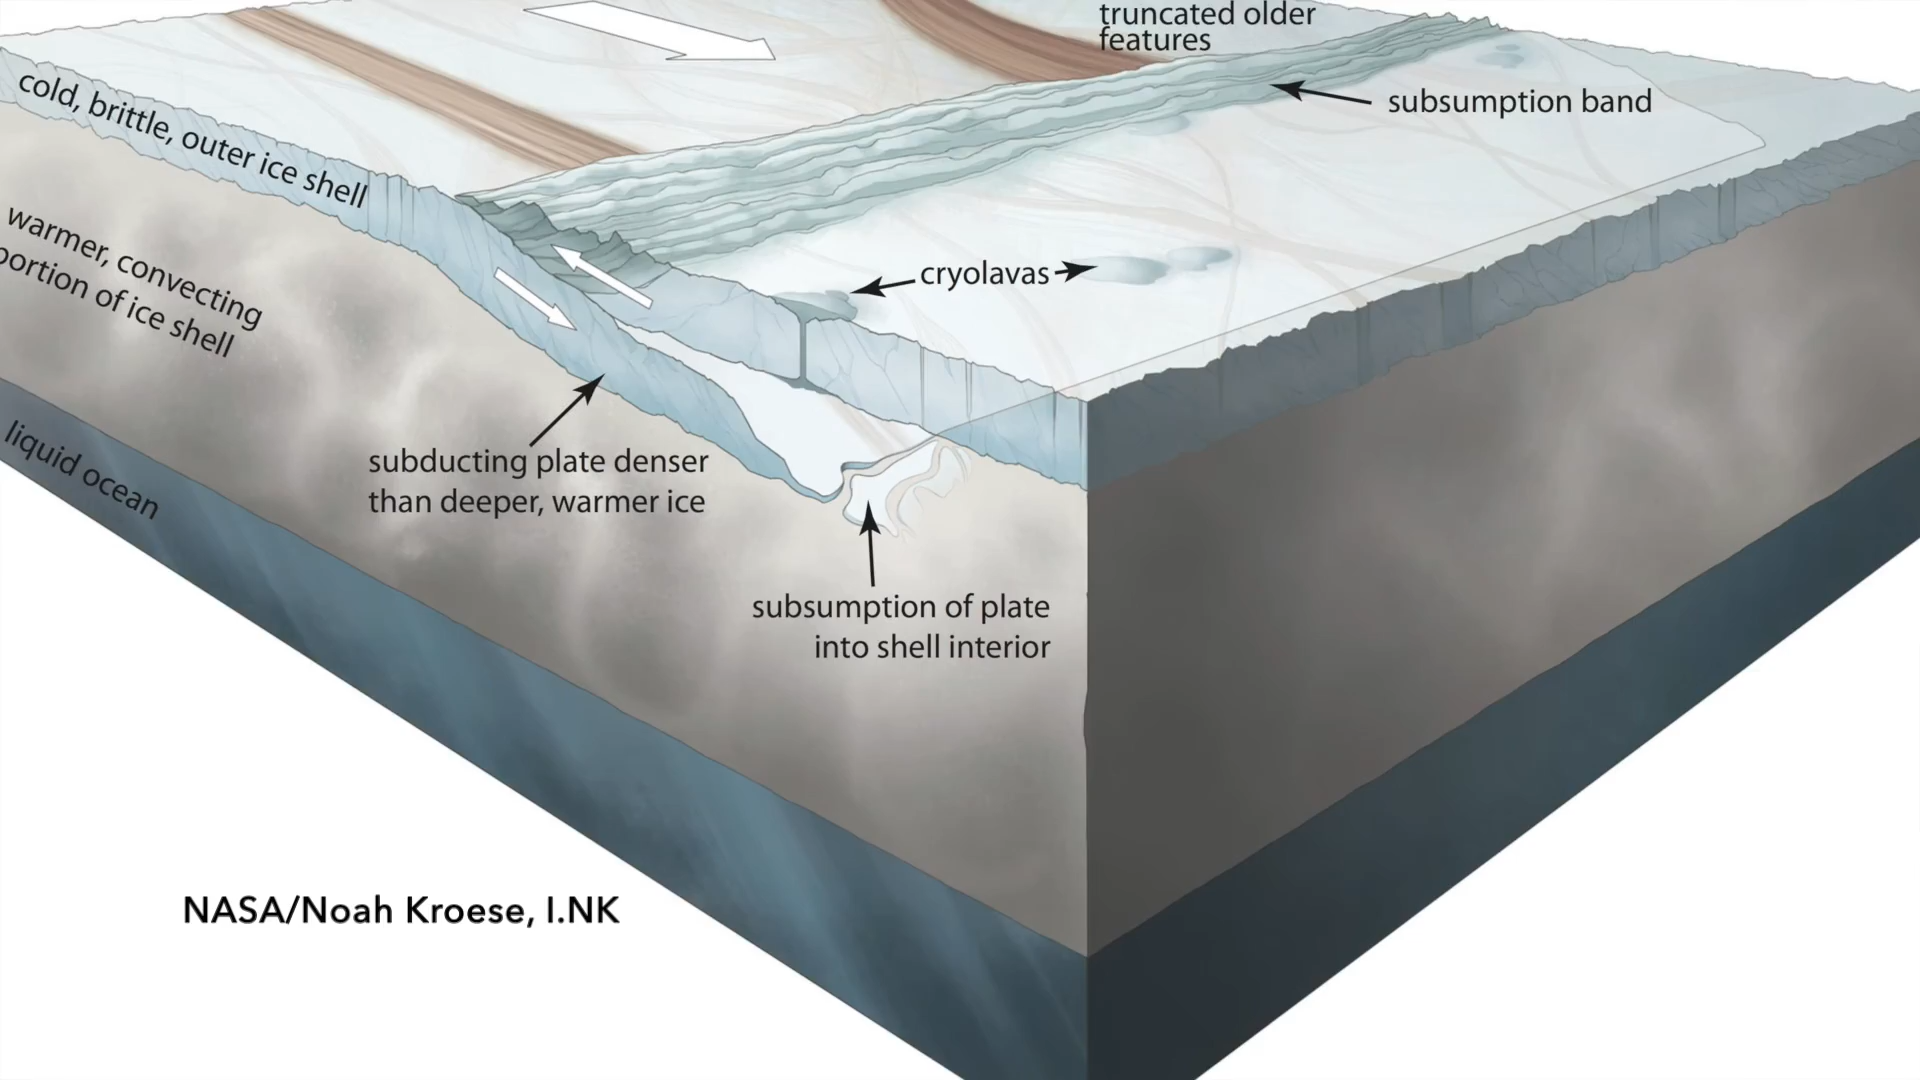 truncated older
features
subsumption band
cold, brittle, outer ice shell
warmer, convecting
portion of ice shell
cryolavas
liquid ocean
subducting plate denser
than deeper, warmer ice
subsumption of plate
into shell interior
NASA/Noah Kroese, I.NK